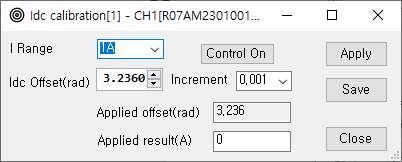 Idc calibration[1] - CH1[R07AM2301001...
I Range 1A Control On Apply
Idc Offset(rad) 3.2360 Increment 0,001 Save
Applied offset(rad) 3,236
Applied result(A) 0 Close